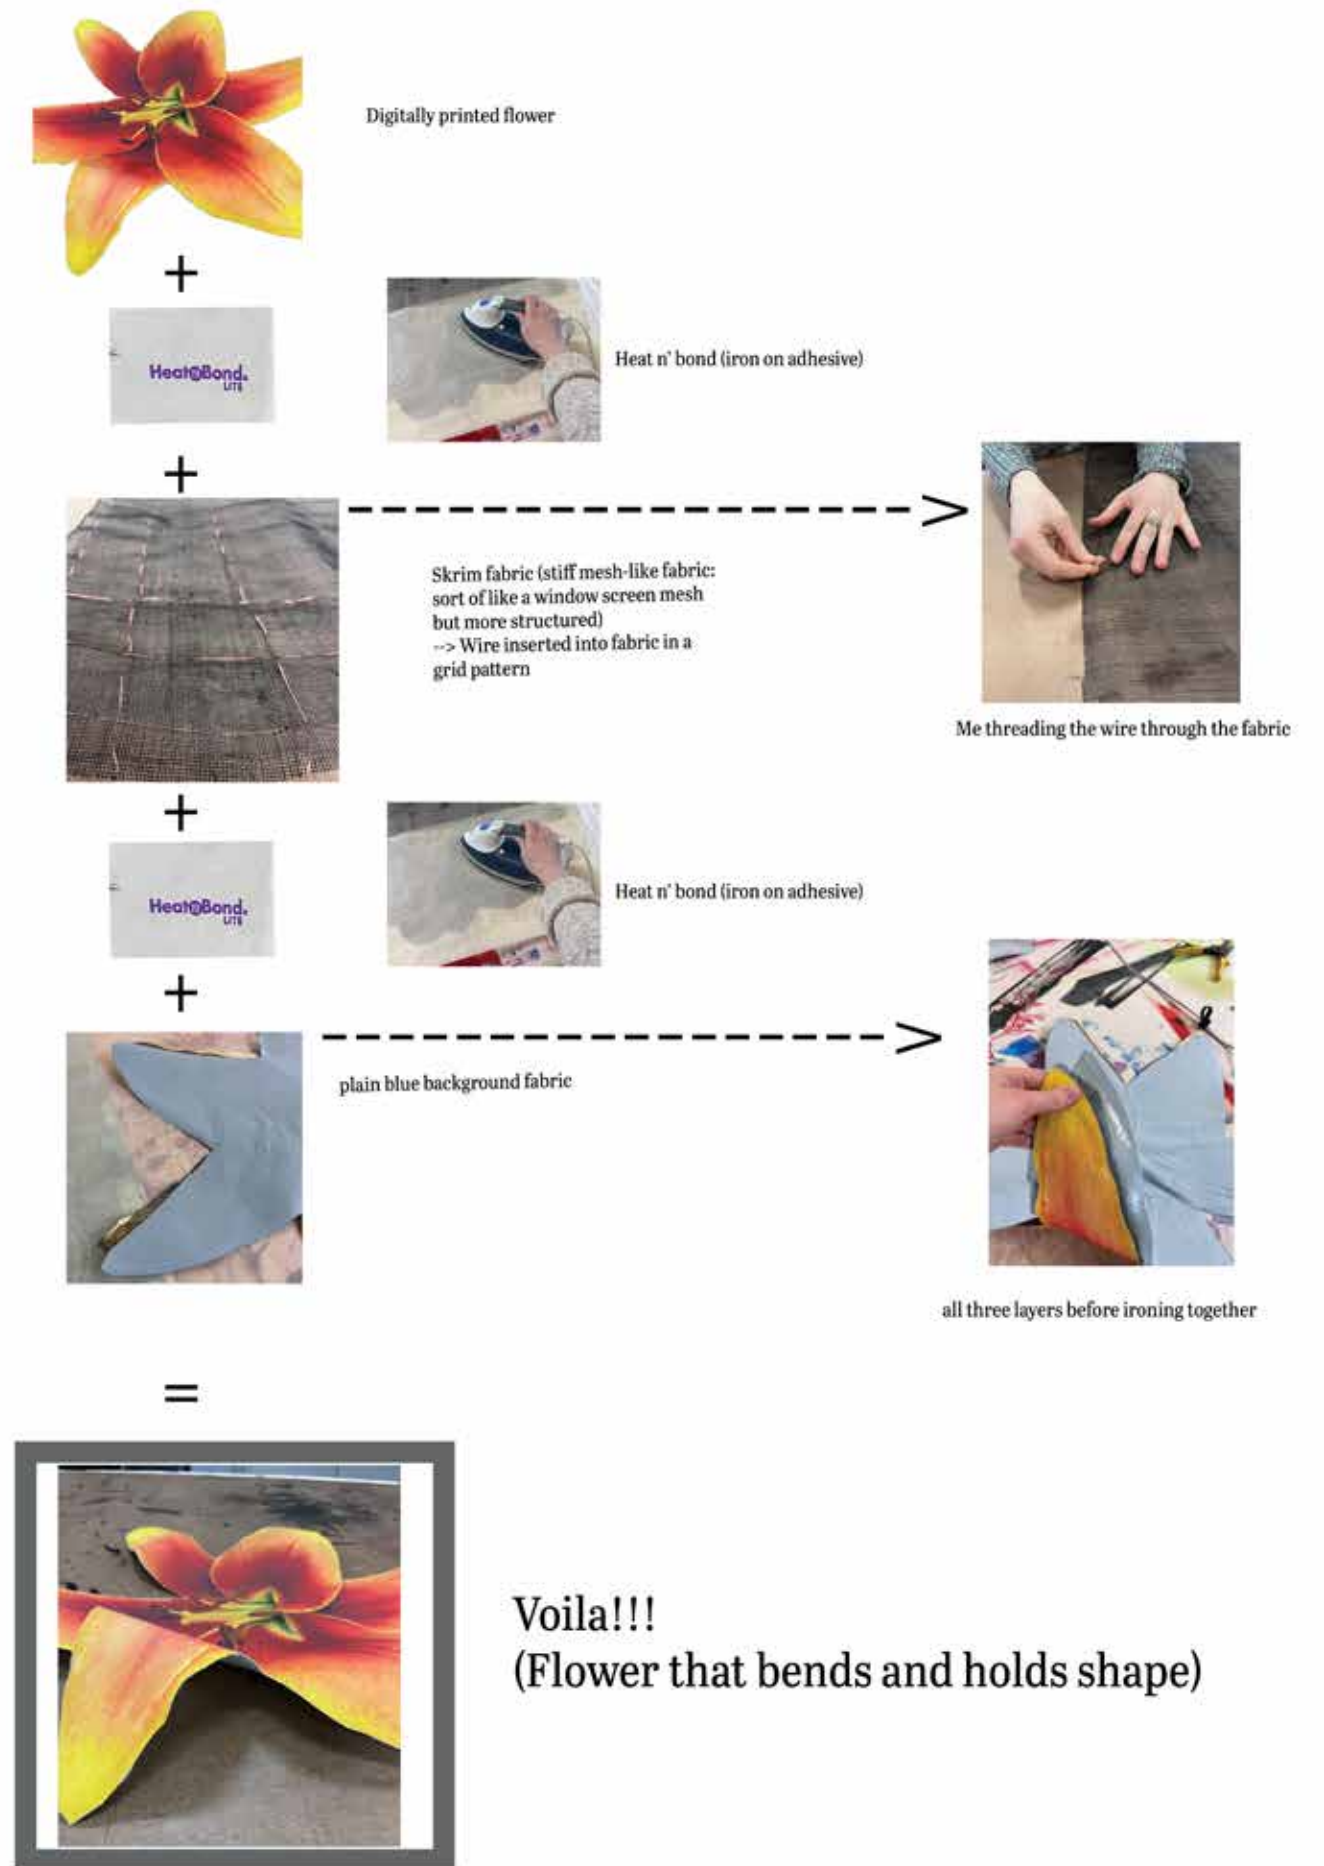 Digitally printed flower
+
HeatnBond.
LITE
Heat n' bond (iron on adhesive)
+
Skrim fabric (stiff mesh-like fabric:
sort of like a window screen mesh
but more structured)
--> Wire inserted into fabric in a
grid pattern
Me threading the wire through the fabric
+
HeatnBond.
LITE
Heat n' bond (iron on adhesive)
+
plain blue background fabric
all three layers before ironing together
=
Voila!!!
(Flower that bends and holds shape)